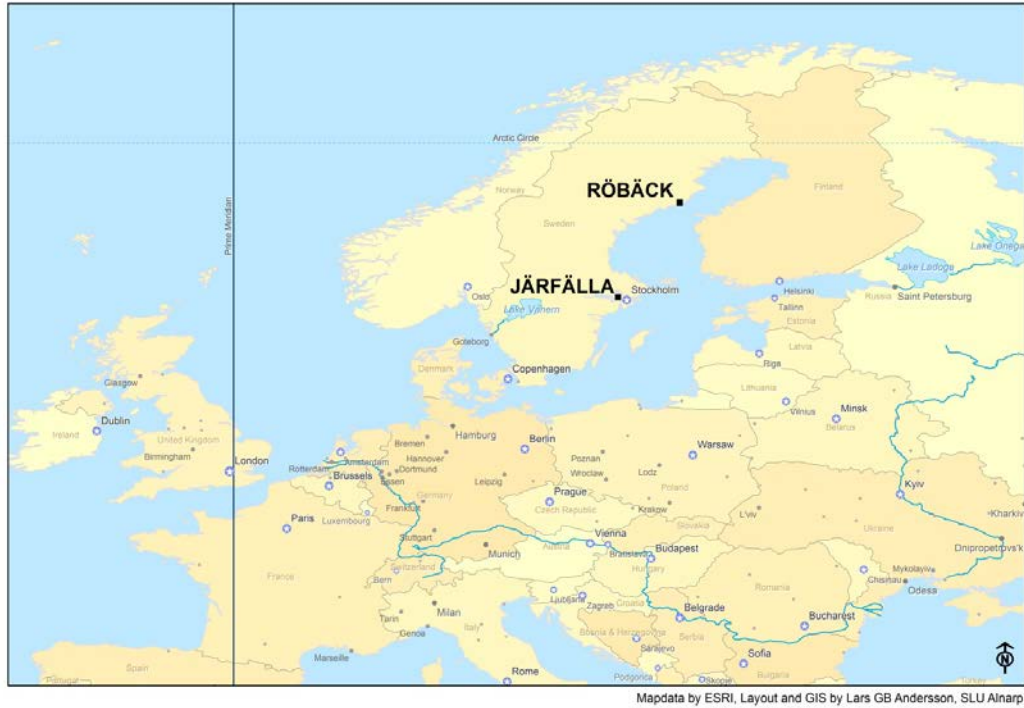 Arctic Circle
Norway
RÖBÄCK
Finland
Sweden
Prime Meridian
Lake Onega
Lake Ladoga
JÄRFÄLLA
Stockholm
Oslo
Helsinki
Russia
Saint Petersburg
Lake Vänern
Tallinn
Estonia
Goteborg
Latvia
Riga
Denmark
Copenhagen
Glasgow
Lithuania
Vilnius
Minsk
Belarus
Dublin
Ireland
United Kingdom
Birmingham
Hamburg
Bremen
Berlin
Hannover
Warsaw
Poznan
London
Amsterdam
Rotterdam
Dortmund
Essen
Wroclaw
Lodz
Brussels
Leipzig
Poland
Kyiv
Germany
Prague
Frankfurt
Czech Republic
Krakow
L'viv
Kharkiv
Luxembourg
Paris
Slovakia
Ukraine
Stuttgart
Vienna
Munich
Austria
Bratislava
Budapest
Dnipropetrovs'k
Switzerland
Hungary
Mykolayiv
Bern
France
Chisinau
Odesa
Romania
Ljubljana
Zagreb
Croatia
Milan
Turin
Belgrade
Bucharest
Genoa
Italy
Bosnia & Herzegovina
Serbia
Sarajevo
Marseille
Sofia
Spain
Rome
Podgorica
Skopje
Bulgaria
Portugal
Turkey
N
Mapdata by ESRI, Layout and GIS by Lars GB Andersson, SLU Alnarp